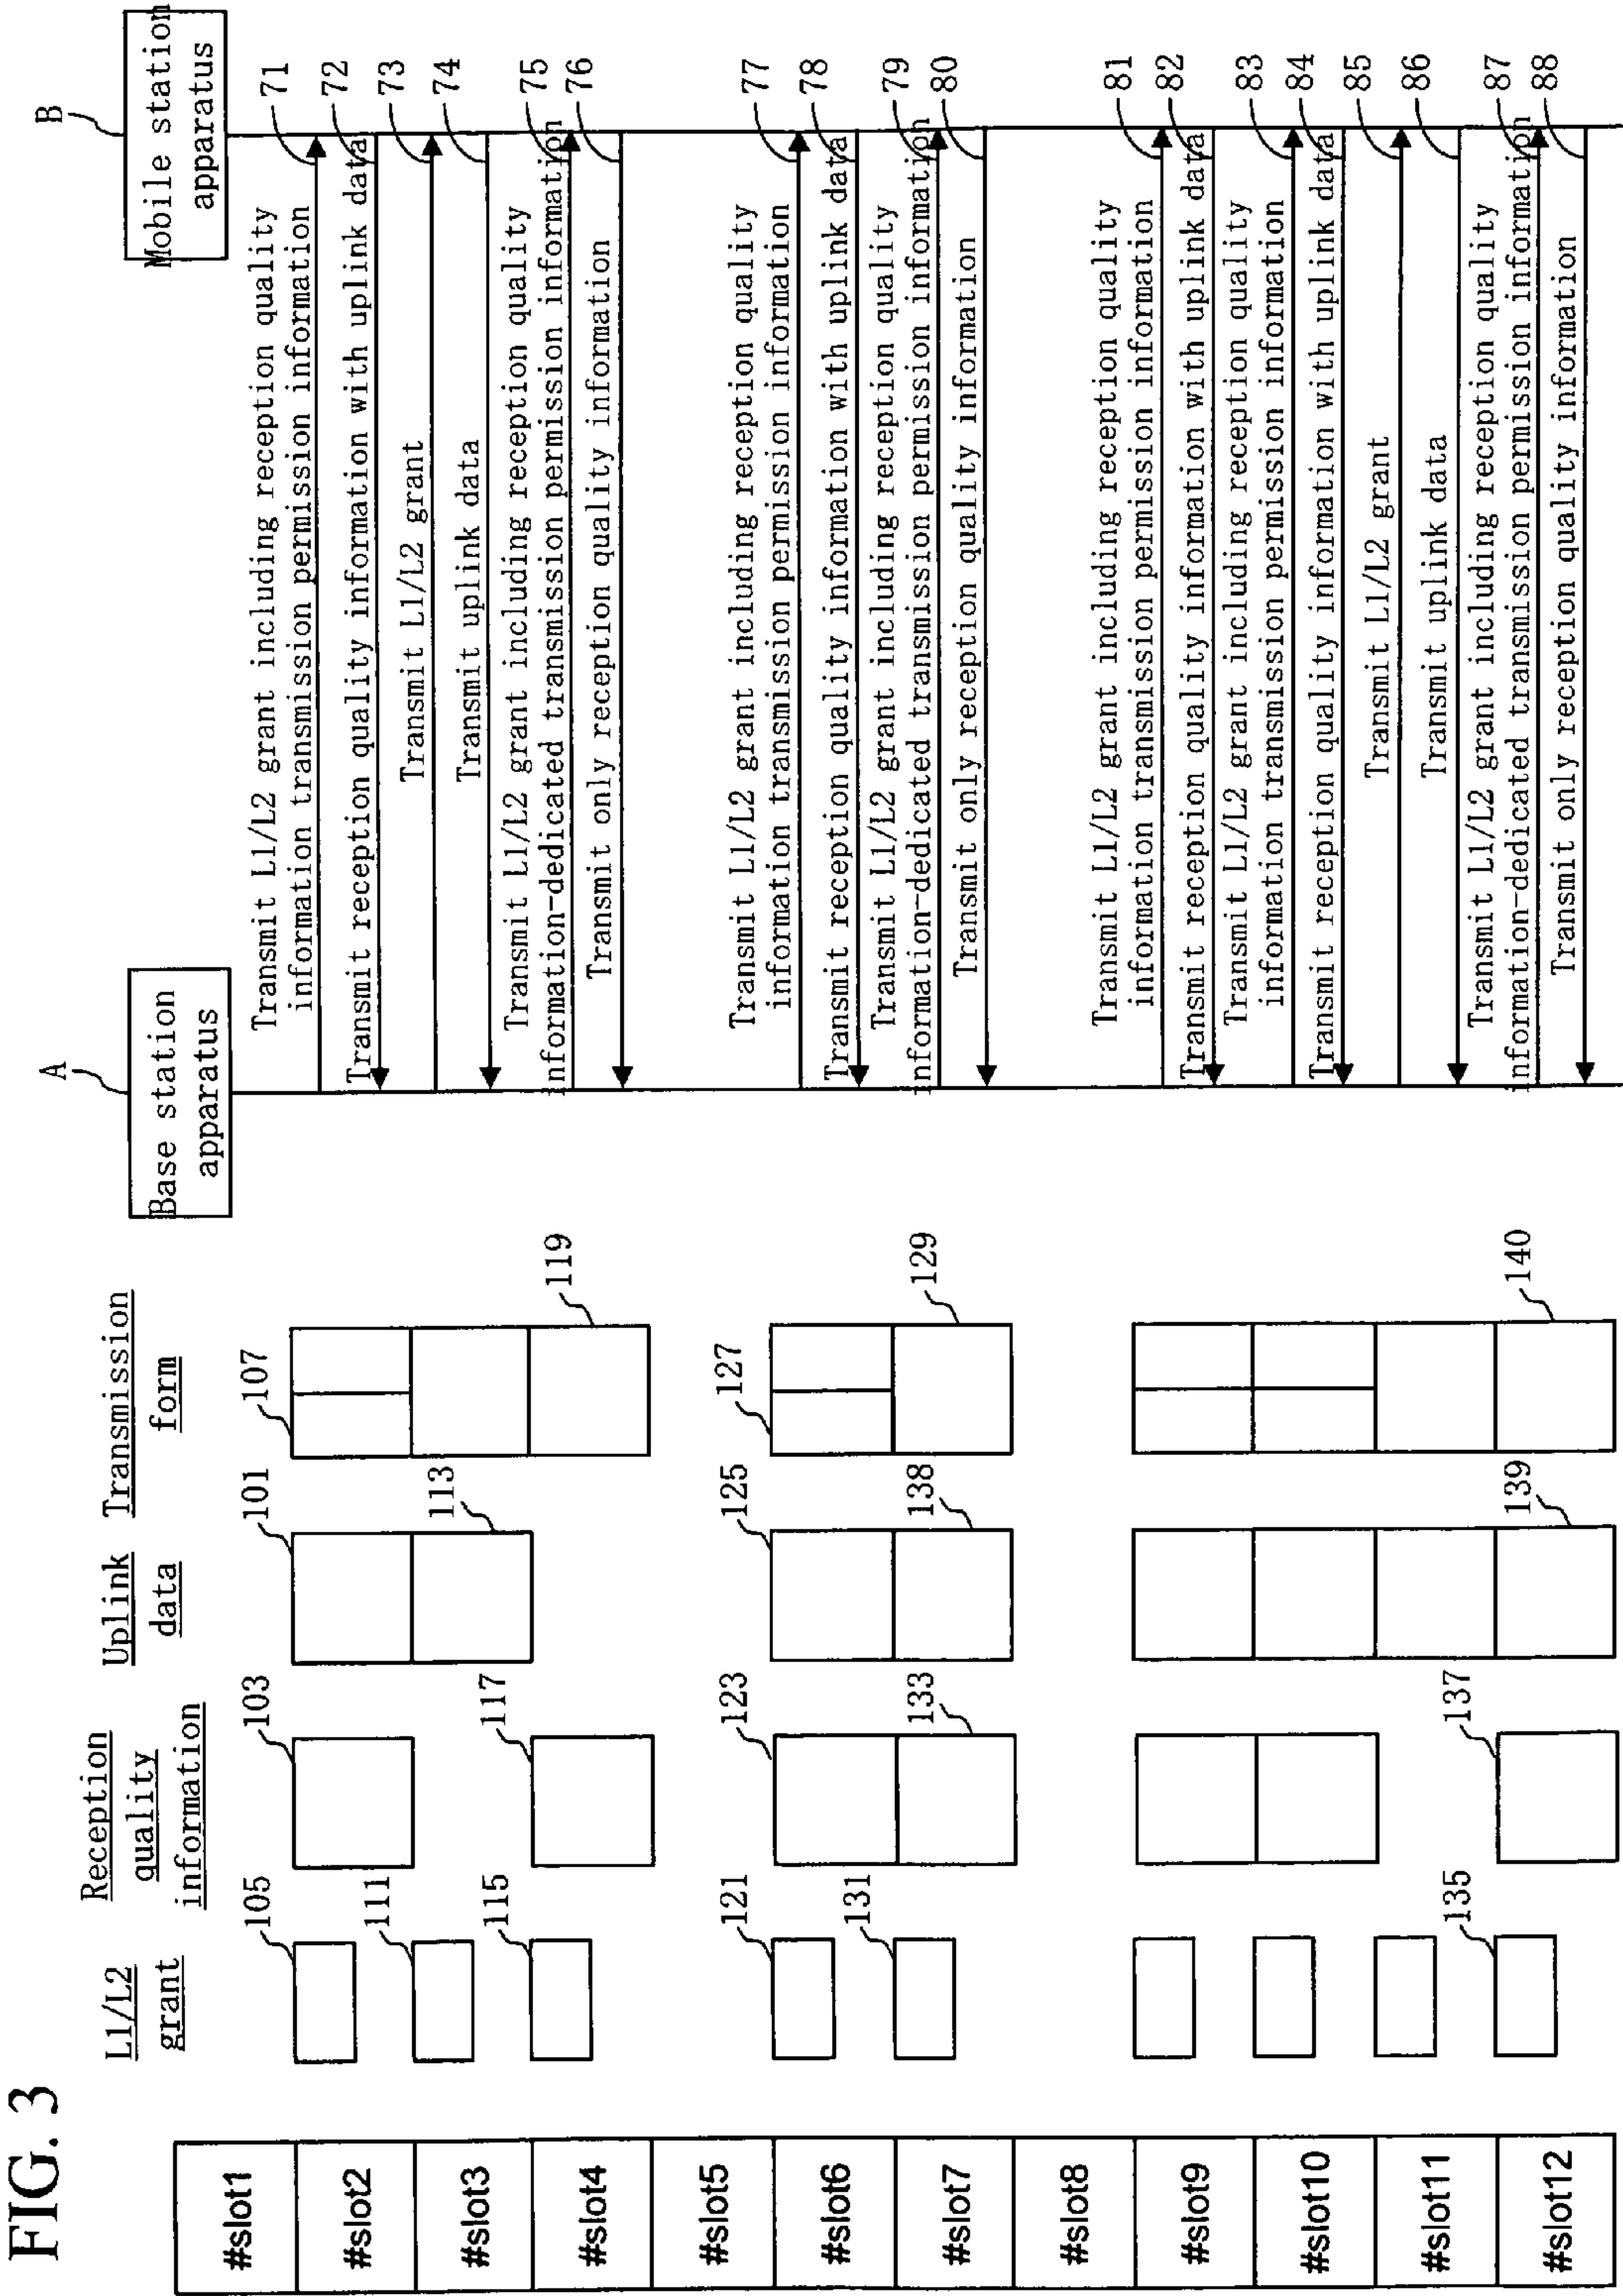 FIG. 3
L1/L2
grant
Reception
quality
information
Uplink
data
Transmission
form
A
Base station
apparatus
B
Mobile station
apparatus
#slot1
#slot2
#slot3
#slot4
#slot5
#slot6
#slot7
#slot8
#slot9
#slot10
#slot11
#slot12
105
111
115
121
131
135
103
117
123
133
137
101
113
125
138
139
107
119
127
129
140
Transmit L1/L2 grant including reception quality
information transmission permission information
71
Transmit reception quality information with uplink data
72
Transmit L1/L2 grant
73
Transmit uplink data
74
Transmit L1/L2 grant including reception quality
information-dedicated transmission permission information
75
Transmit only reception quality information
76
Transmit L1/L2 grant including reception quality
information transmission permission information
77
Transmit reception quality information with uplink data
78
Transmit L1/L2 grant including reception quality
information-dedicated transmission permission information
79
Transmit only reception quality information
80
Transmit L1/L2 grant including reception quality
information transmission permission information
81
Transmit reception quality information with uplink data
82
Transmit L1/L2 grant including reception quality
information transmission permission information
83
Transmit reception quality information with uplink data
84
Transmit L1/L2 grant
85
Transmit uplink data
86
Transmit L1/L2 grant including reception quality
information-dedicated transmission permission information
87
Transmit only reception quality information
88